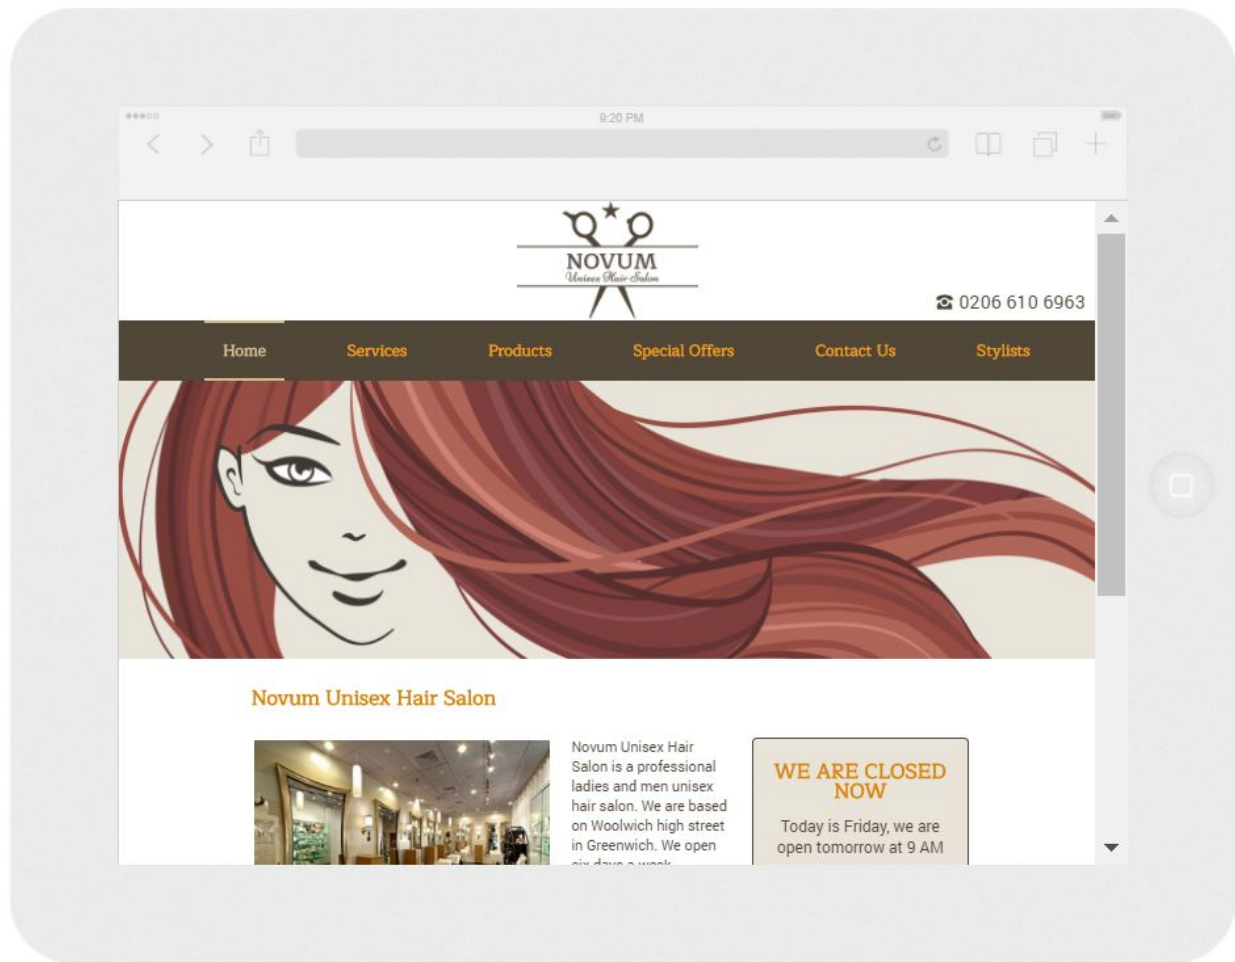 9:20 PM
NOVUM
Unisex Hair Salon
0206 610 6963
Home Services Products Special Offers Contact Us Stylists
Novum Unisex Hair Salon
Novum Unisex Hair
Salon is a professional
ladies and men unisex
hair salon. We are based
on Woolwich high street
in Greenwich. We open
six days a week
WE ARE CLOSED
NOW
Today is Friday, we are
open tomorrow at 9 AM